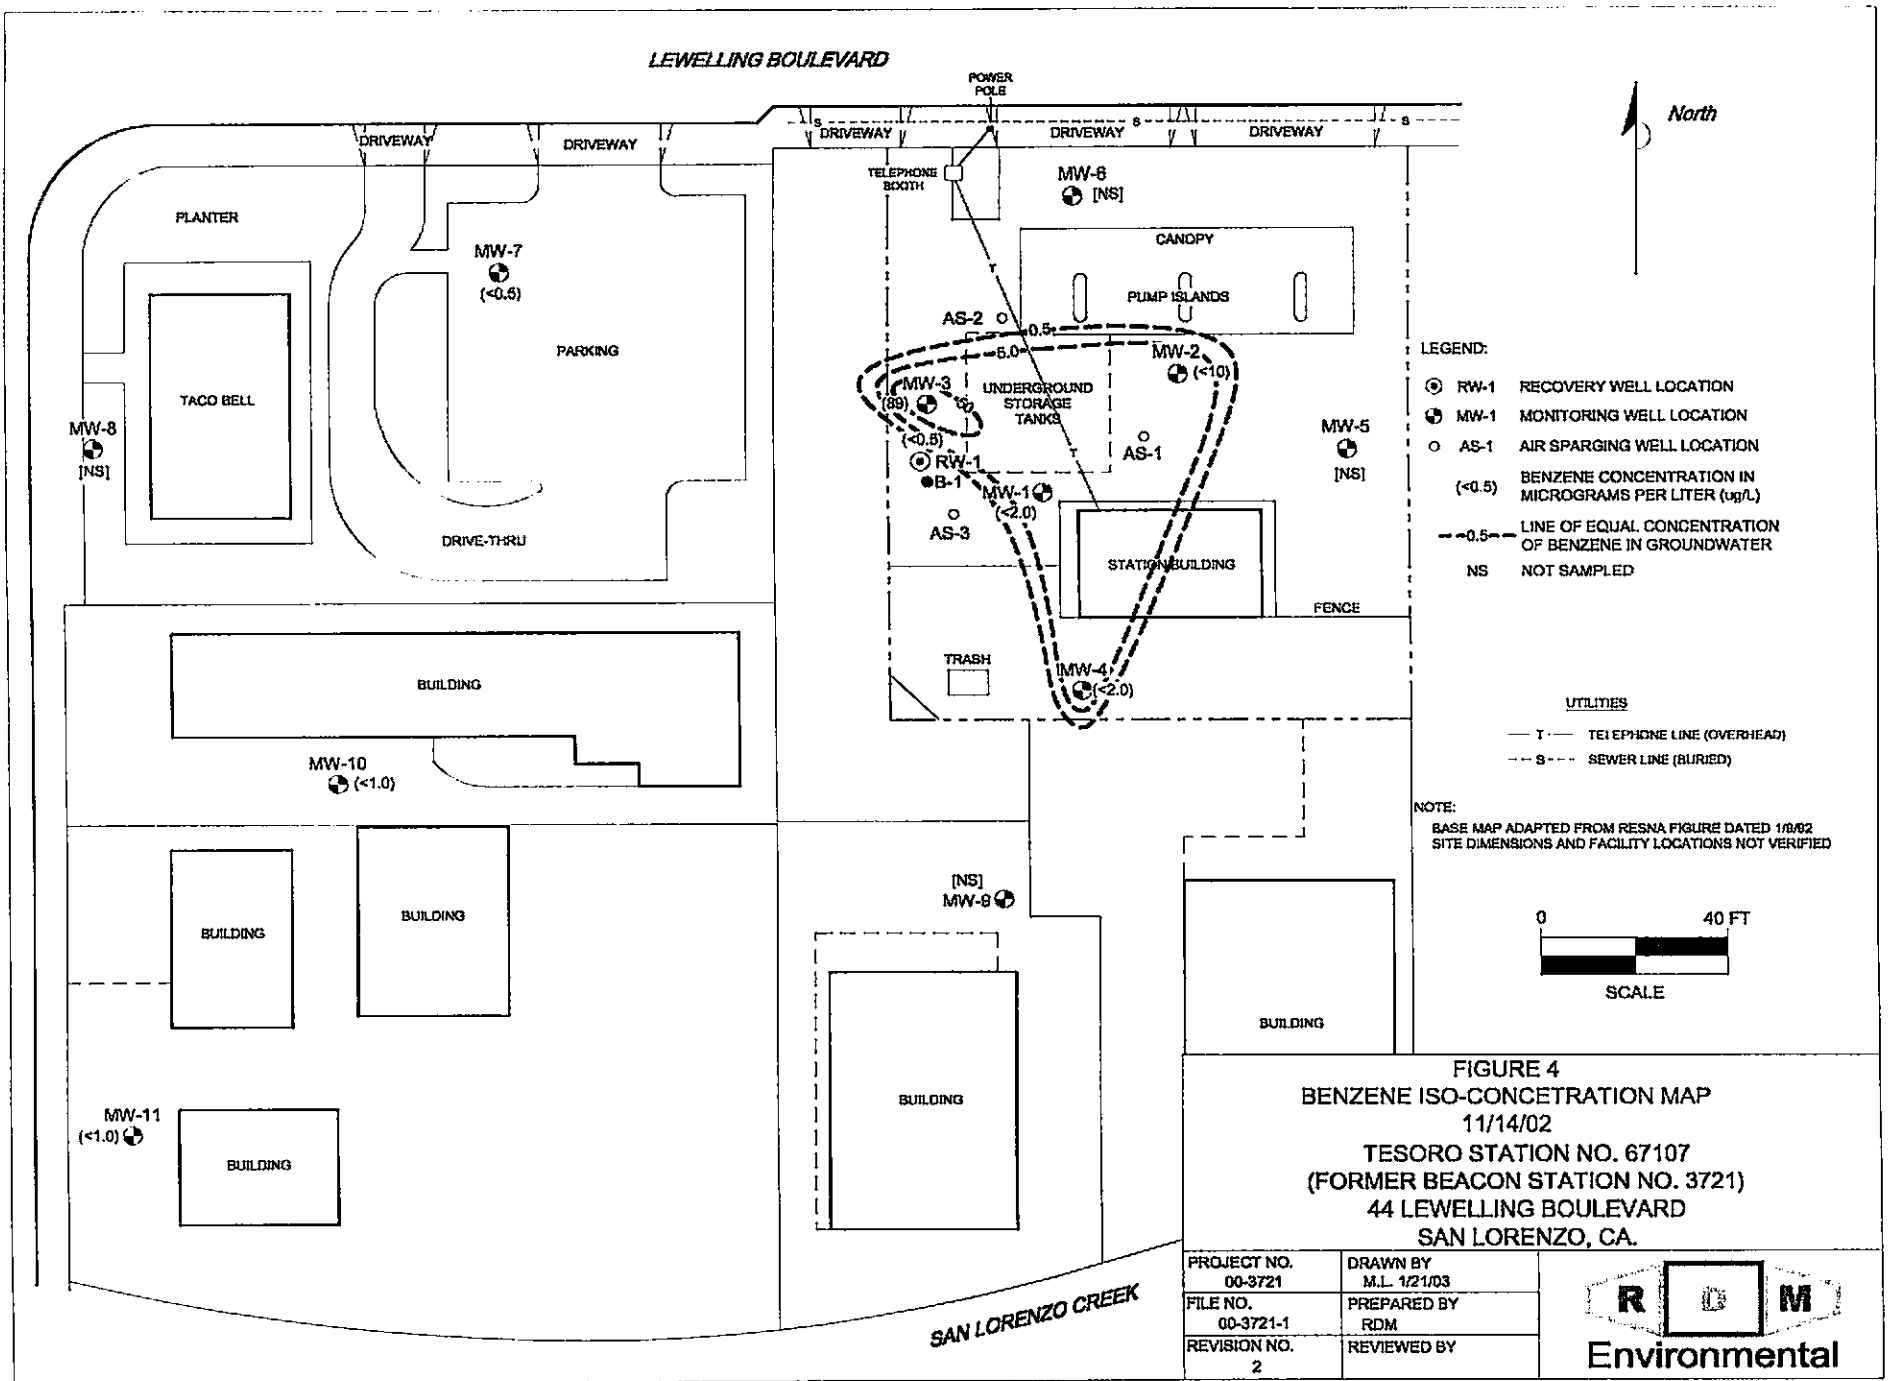 LEWELLING BOULEVARD
POWER
POLE
North
S
S
S
DRIVEWAY
DRIVEWAY
DRIVEWAY
DRIVEWAY
DRIVEWAY
TELEPHONE
BOOTH
MW-6
[NS]
PLANTER
CANOPY
MW-7
(<0.5)
T
PUMP ISLANDS
AS-2
0.5
5.0
PARKING
MW-2
(<10)
LEGEND:
RW-1 RECOVERY WELL LOCATION
MW-1 MONITORING WELL LOCATION
AS-1 AIR SPARGING WELL LOCATION
(<0.5) BENZENE CONCENTRATION IN
MICROGRAMS PER LITER (ug/L)
0.5 LINE OF EQUAL CONCENTRATION
OF BENZENE IN GROUNDWATER
NS NOT SAMPLED
TACO BELL
MW-3
(89)
50
UNDERGROUND
STORAGE
TANKS
MW-8
[NS]
(<0.5)
RW-1
B-1
T
AS-1
MW-5
[NS]
MW-1
(<2.0)
AS-3
DRIVE-THRU
STATION BUILDING
FENCE
TRASH
MW-4
(<2.0)
BUILDING
UTILITIES
T TELEPHONE LINE (OVERHEAD)
S SEWER LINE (BURIED)
MW-10
(<1.0)
NOTE:
BASE MAP ADAPTED FROM RESNA FIGURE DATED 1/8/92
SITE DIMENSIONS AND FACILITY LOCATIONS NOT VERIFIED
[NS]
MW-9
BUILDING
BUILDING
0 40 FT
SCALE
BUILDING
BUILDING
MW-11
(<1.0)
BUILDING
SAN LORENZO CREEK
FIGURE 4
BENZENE ISO-CONCETRATION MAP
11/14/02
TESORO STATION NO. 67107
(FORMER BEACON STATION NO. 3721)
44 LEWELLING BOULEVARD
SAN LORENZO, CA.
PROJECT NO.
00-3721
DRAWN BY
M.L. 1/21/03
FILE NO.
00-3721-1
PREPARED BY
RDM
REVISION NO.
2
REVIEWED BY
R D M
Environmental